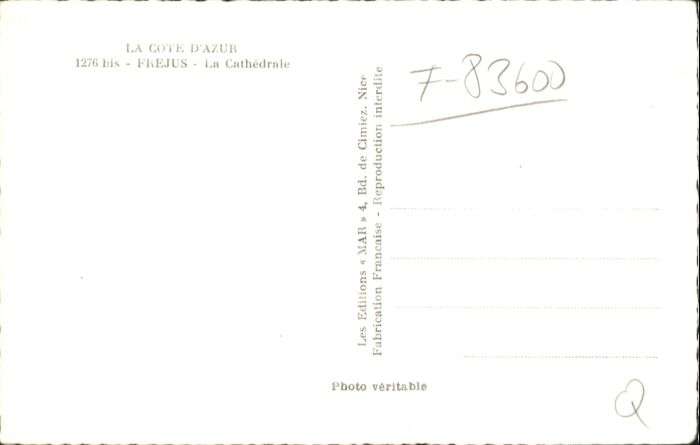 LA COTE D'AZUR
1276 bis - FREJUS - La Cathédrale
Les Editions « MAR » 4, Bd. de Cimiez. Nice
Fabrication Française - Reproduction interdite
F-83600
Photo véritable
Q